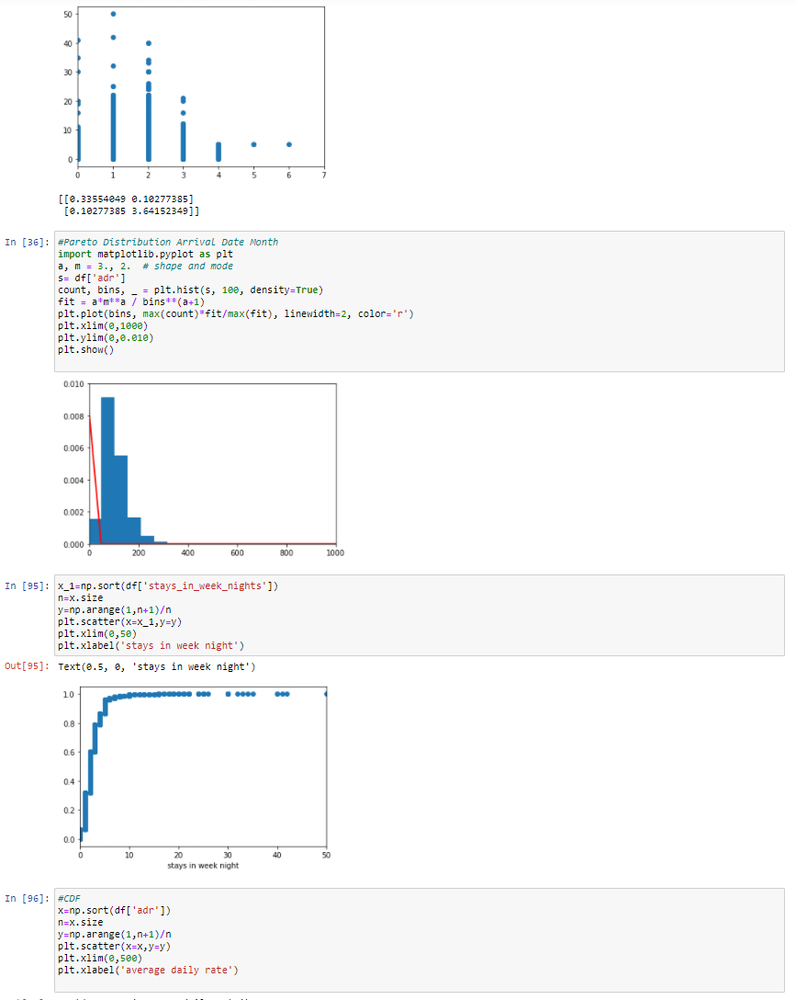 50
40
30
20
10
0
0 1 2 3 4 5 6 7
[[0.33554049 0.10277385]
[0.10277385 3.64152349]]
In [36]: #Pareto Distribution Arrival Date Month
import matplotlib.pyplot as plt
a, m = 3., 2.  # shape and mode
s= df['adr']
count, bins, _ = plt.hist(s, 100, density=True)
fit = a*m**a / bins**(a+1)
plt.plot(bins, max(count)*fit/max(fit), linewidth=2, color='r')
plt.xlim(0,1000)
plt.ylim(0,0.010)
plt.show()
0.010
0.008
0.006
0.004
0.002
0.000
0 200 400 600 800 1000
In [95]: x_1=np.sort(df['stays_in_week_nights'])
n=x.size
y=np.arange(1,n+1)/n
plt.scatter(x=x_1,y=y)
plt.xlim(0,50)
plt.xlabel('stays in week night')
Out[95]: Text(0.5, 0, 'stays in week night')
1.0
0.8
0.6
0.4
0.2
0.0
0 10 20 30 40 50
stays in week night
In [96]: #CDF
x=np.sort(df['adr'])
n=x.size
y=np.arange(1,n+1)/n
plt.scatter(x=x,y=y)
plt.xlim(0,500)
plt.xlabel('average daily rate')